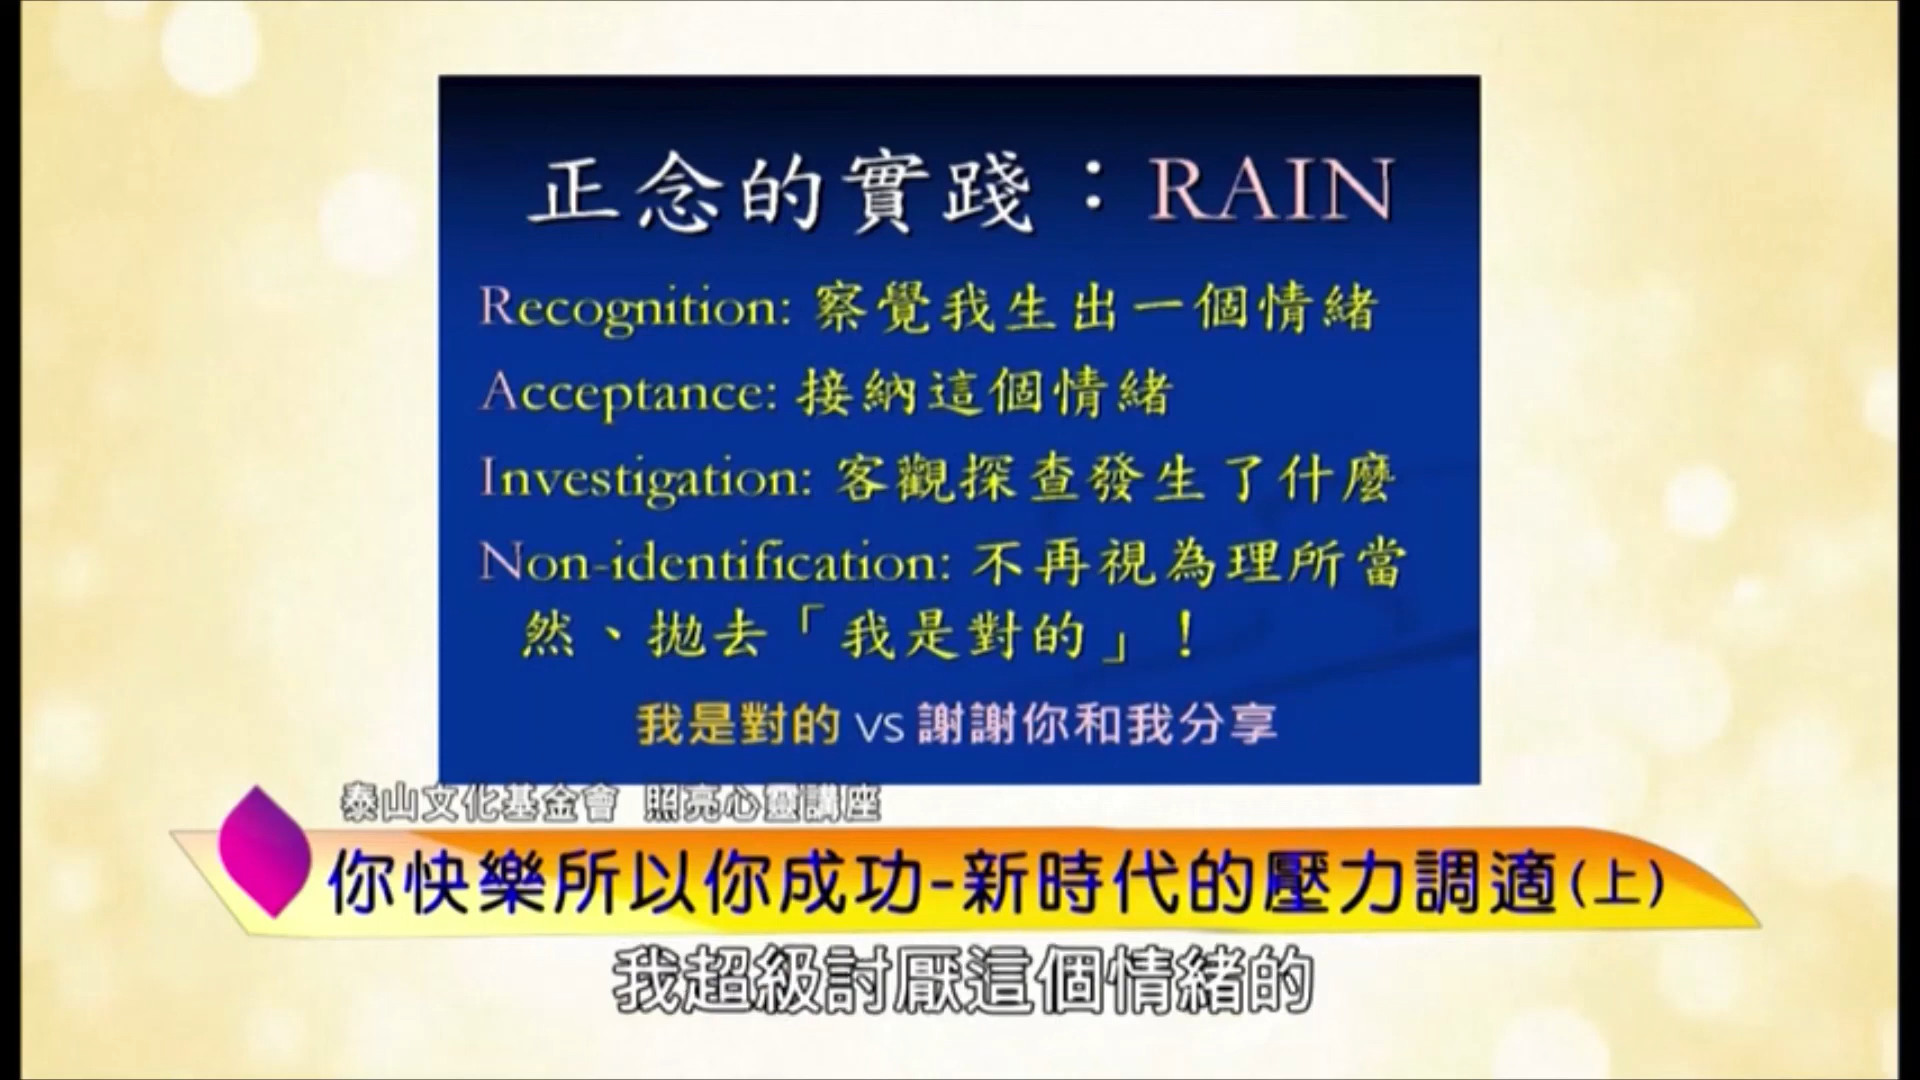 正念的實踐：RAIN
Recognition: 察覺我生出一個情緒
Acceptance: 接納這個情緒
Investigation: 客觀探查發生了什麼
Non-identification: 不再視為理所當
然、拋去「我是對的」！
我是對的 vs 謝謝你和我分享
泰山文化基金會 照亮心靈講座
你快樂所以你成功-新時代的壓力調適(上)
我超級討厭這個情緒的